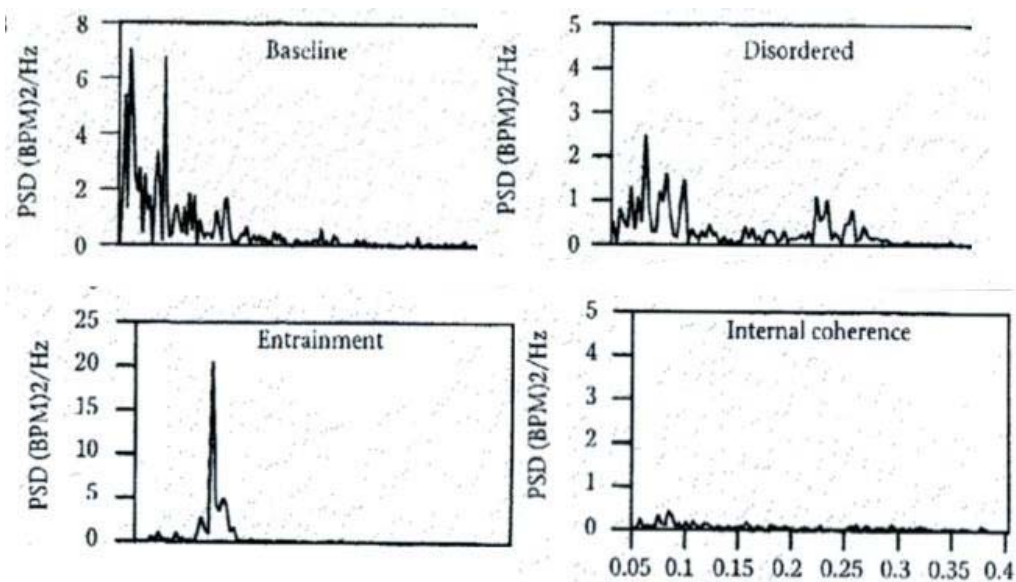 Baseline
PSD (BPM)2/Hz
8
6
4
2
0
Disordered
PSD (BPM)2/Hz
5
4
3
2
1
0
Entrainment
PSD (BPM)2/Hz
25
20
15
10
5
0
Internal coherence
PSD (BPM)2/Hz
5
4
3
2
1
0
0.05 0.1 0.15 0.2 0.25 0.3 0.35 0.4